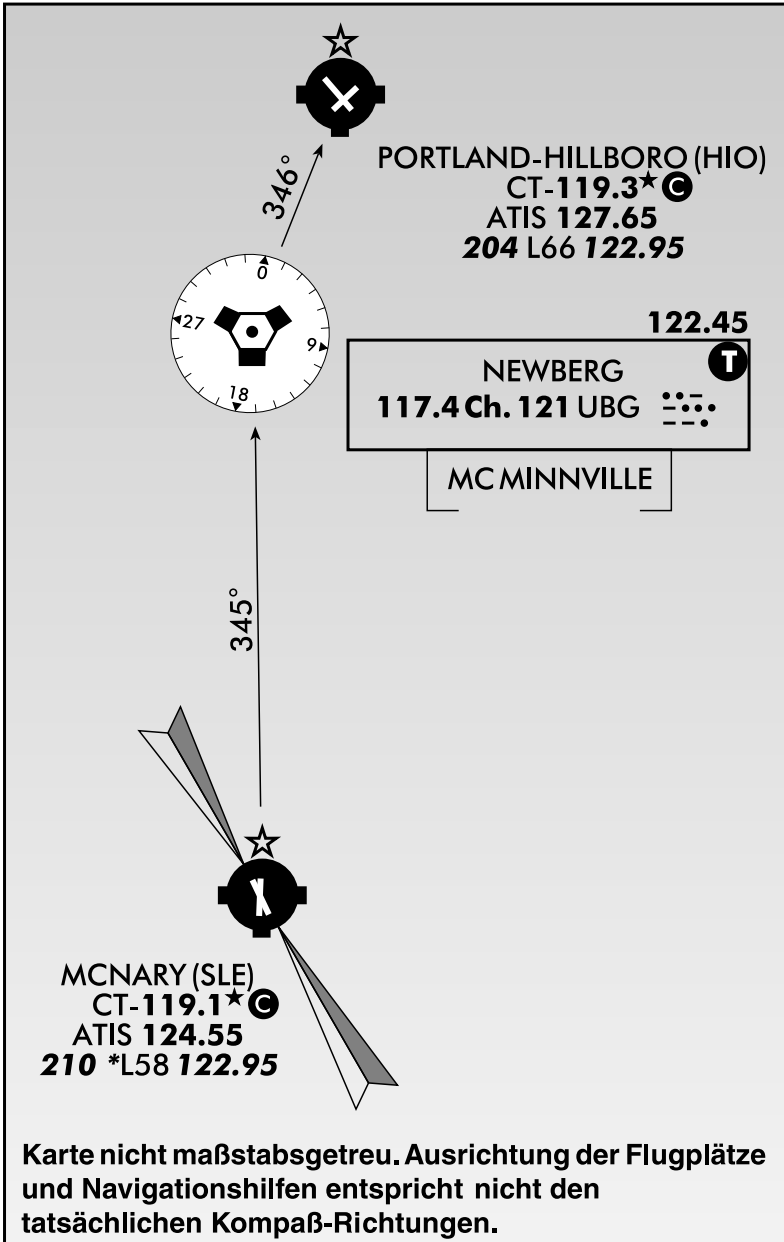 346°
PORTLAND-HILLBORO (HIO)
CT-119.3★ C
ATIS 127.65
204 L66 122.95
0
27
9
18
122.45
T
NEWBERG
117.4 Ch. 121 UBG
MC MINNVILLE
345°
MCNARY (SLE)
CT-119.1★ C
ATIS 124.55
210 *L58 122.95
Karte nicht maßstabsgetreu. Ausrichtung der Flugplätze
und Navigationshilfen entspricht nicht den
tatsächlichen Kompaß-Richtungen.